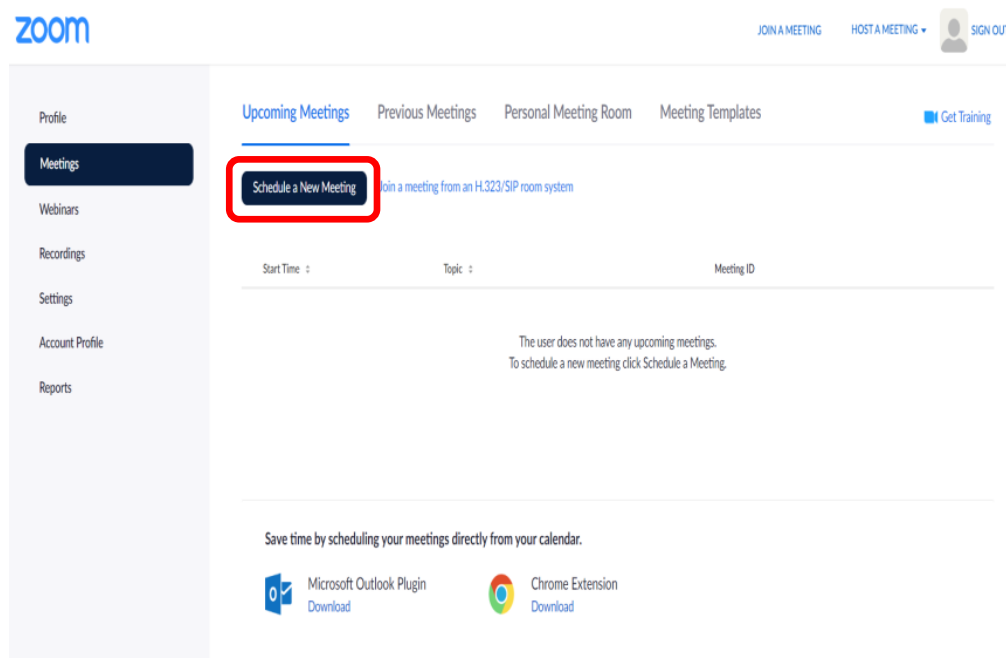 zoom
JOIN A MEETING HOST A MEETING SIGN OU
Profile
Meetings
Webinars
Recordings
Settings
Account Profile
Reports
Upcoming Meetings Previous Meetings Personal Meeting Room Meeting Templates Get Training
Schedule a New Meeting Join a meeting from an H.323/SIP room system
Start Time Topic Meeting ID
The user does not have any upcoming meetings.
To schedule a new meeting click Schedule a Meeting.
Save time by scheduling your meetings directly from your calendar.
Microsoft Outlook Plugin
Download
Chrome Extension
Download